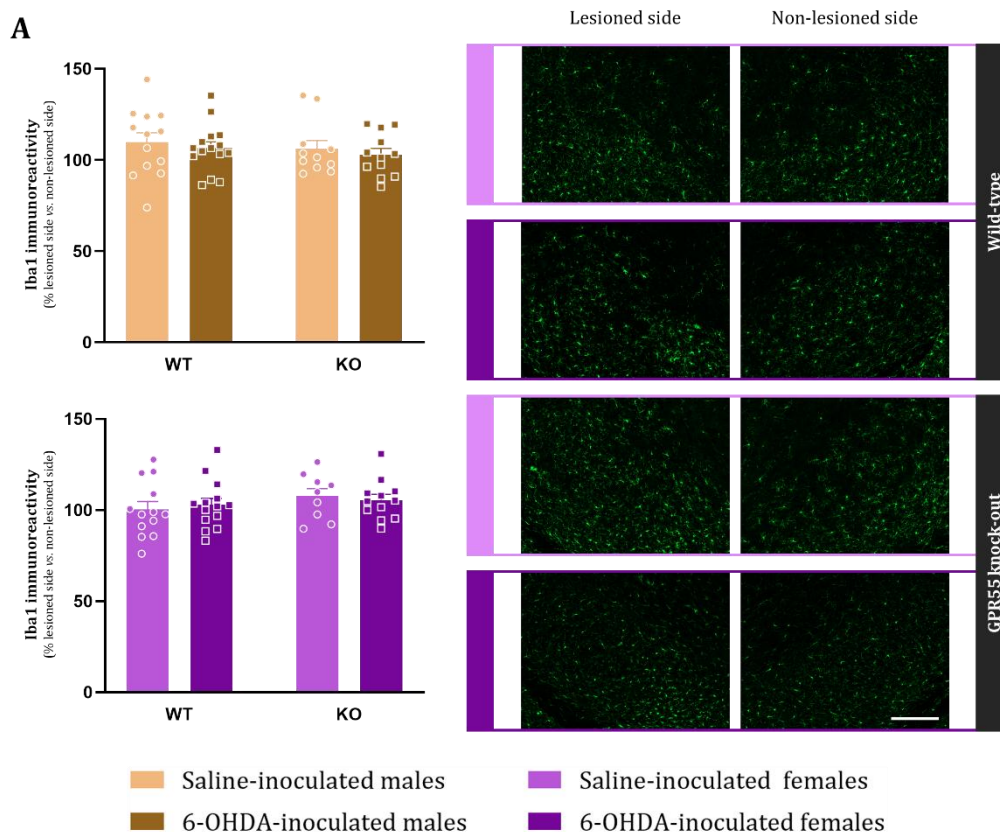 A
Lesioned side
Non-lesioned side
150
100
50
0
Iba1 immunoreactivity
(% lesioned side vs. non-lesioned side)
WT
KO
Wild-type
150
100
50
0
Iba1 immunoreactivity
(% lesioned side vs. non-lesioned side)
WT
KO
GPR55 knock-out
Saline-inoculated males
Saline-inoculated females
6-OHDA-inoculated males
6-OHDA-inoculated females